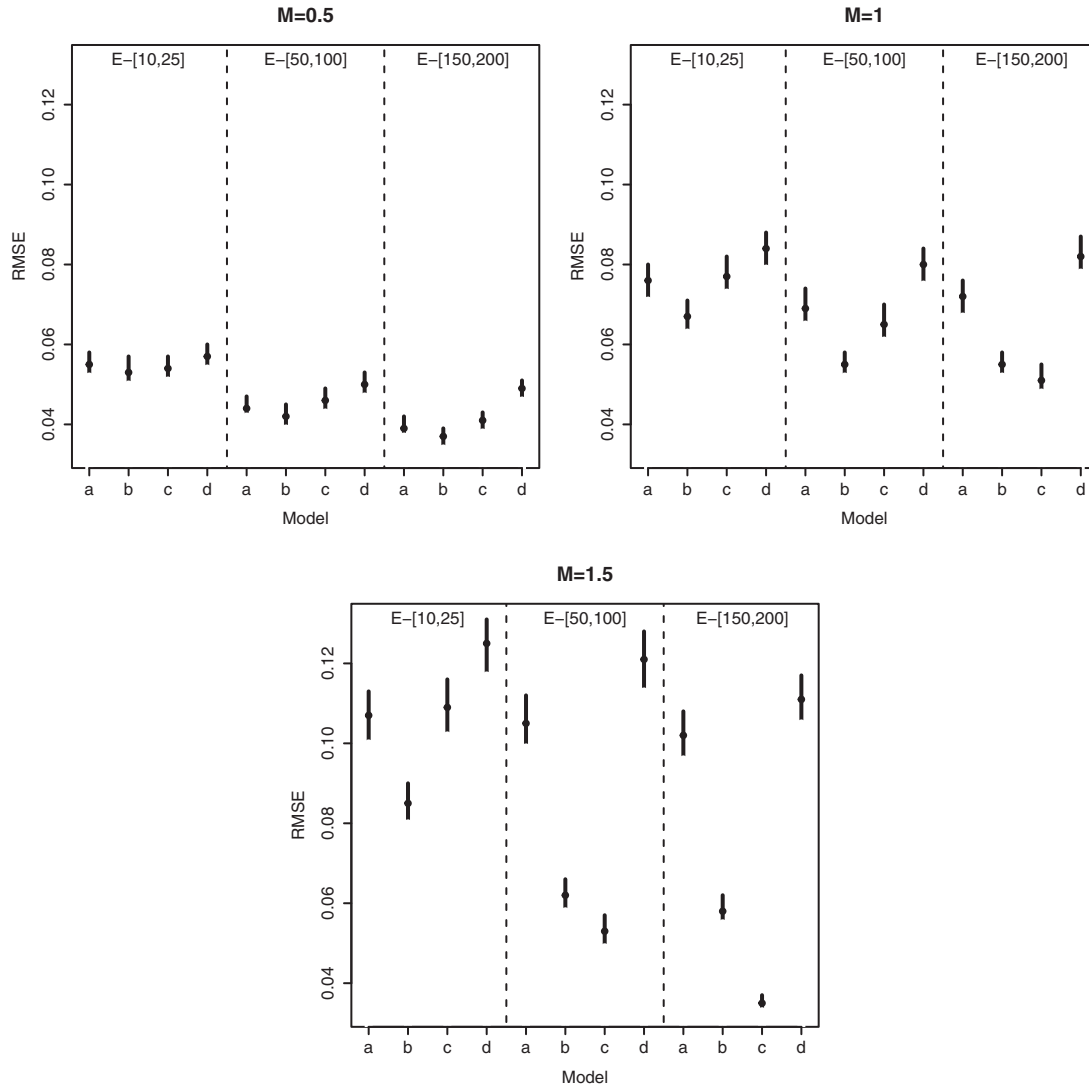 M=0.5
E−[10,25] E−[50,100] E−[150,200]
RMSE
0.12
0.10
0.08
0.06
0.04
a b c d a b c d a b c d
Model
M=1
E−[10,25] E−[50,100] E−[150,200]
RMSE
0.12
0.10
0.08
0.06
0.04
a b c d a b c d a b c d
Model
M=1.5
E−[10,25] E−[50,100] E−[150,200]
RMSE
0.12
0.10
0.08
0.06
0.04
a b c d a b c d a b c d
Model